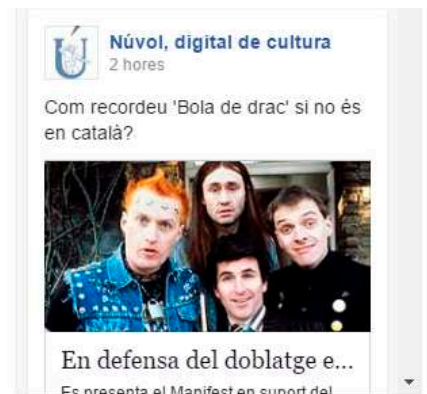 Núvol, digital de cultura
2 hores
Com recordeu 'Bola de drac' si no és
en català?
En defensa del doblatge e...
Es presenta el Manifest en suport del